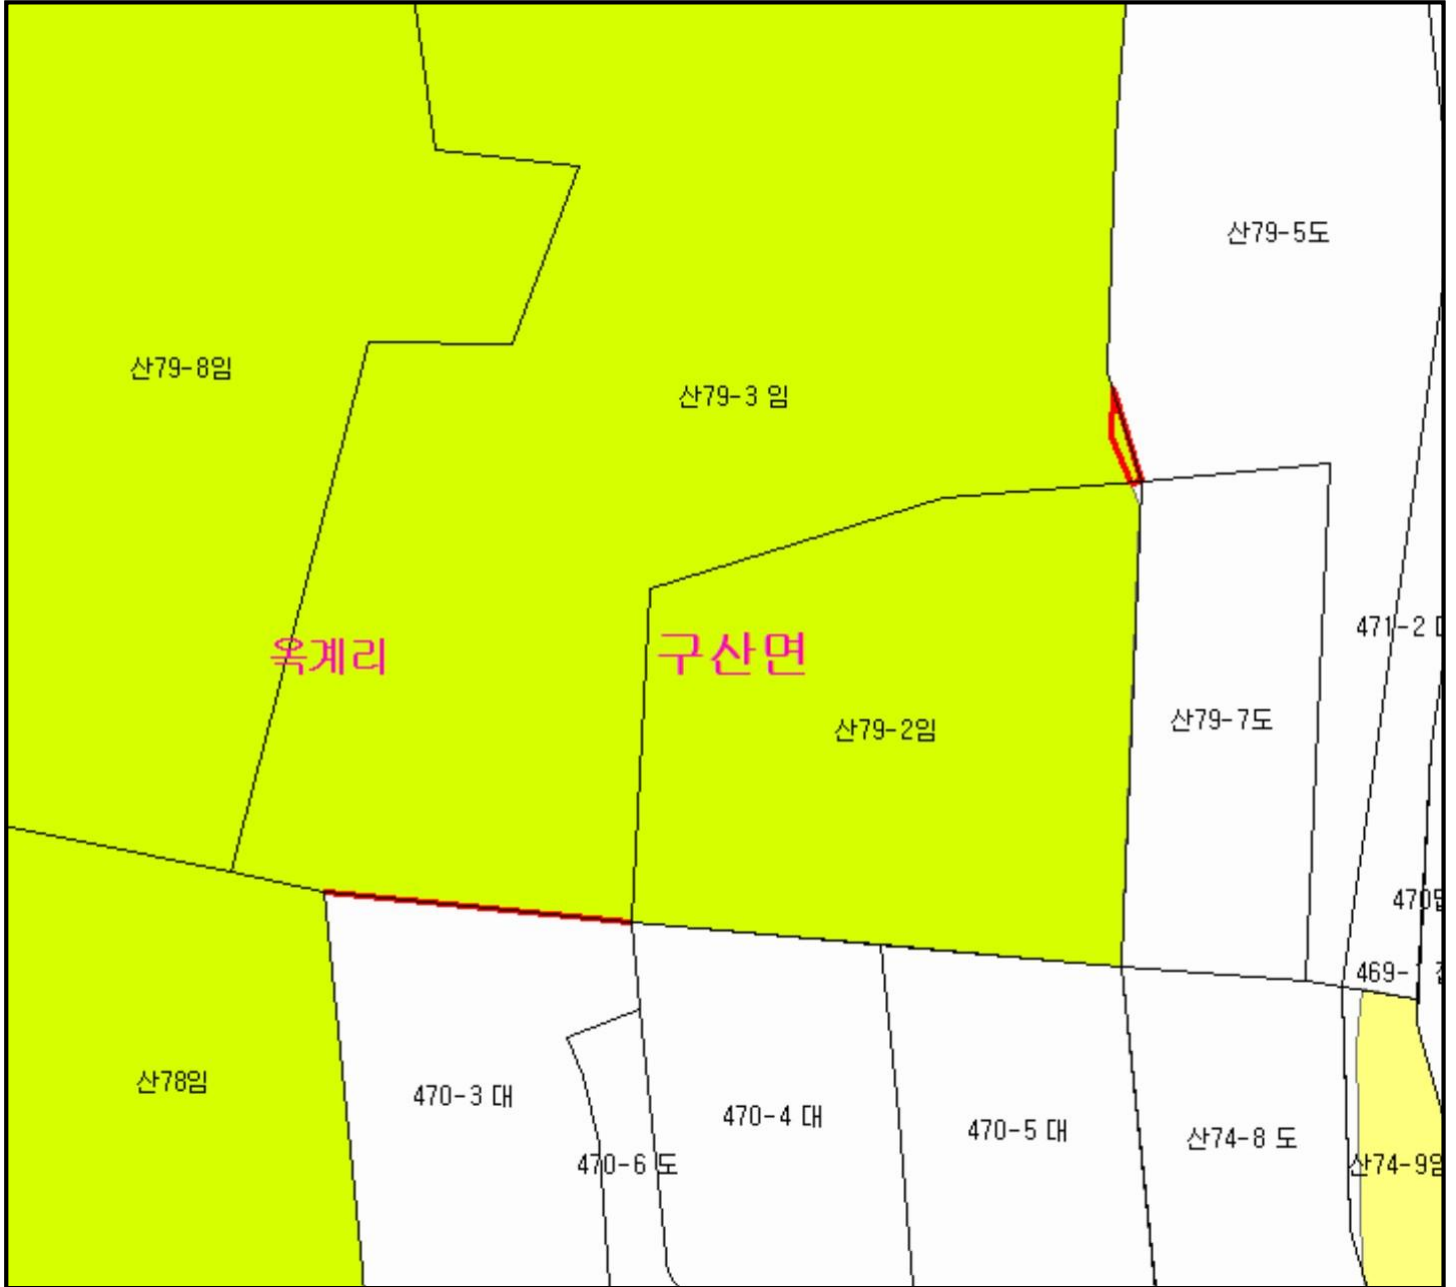 산79-5도
산79-8임
산79-3 임
471-2
옥계리
구산면
산79-2임
산79-7도
469-
산78임
470-3 대
470-4 대
470-5 대
산74-8 도
470-6 도
산74-9임